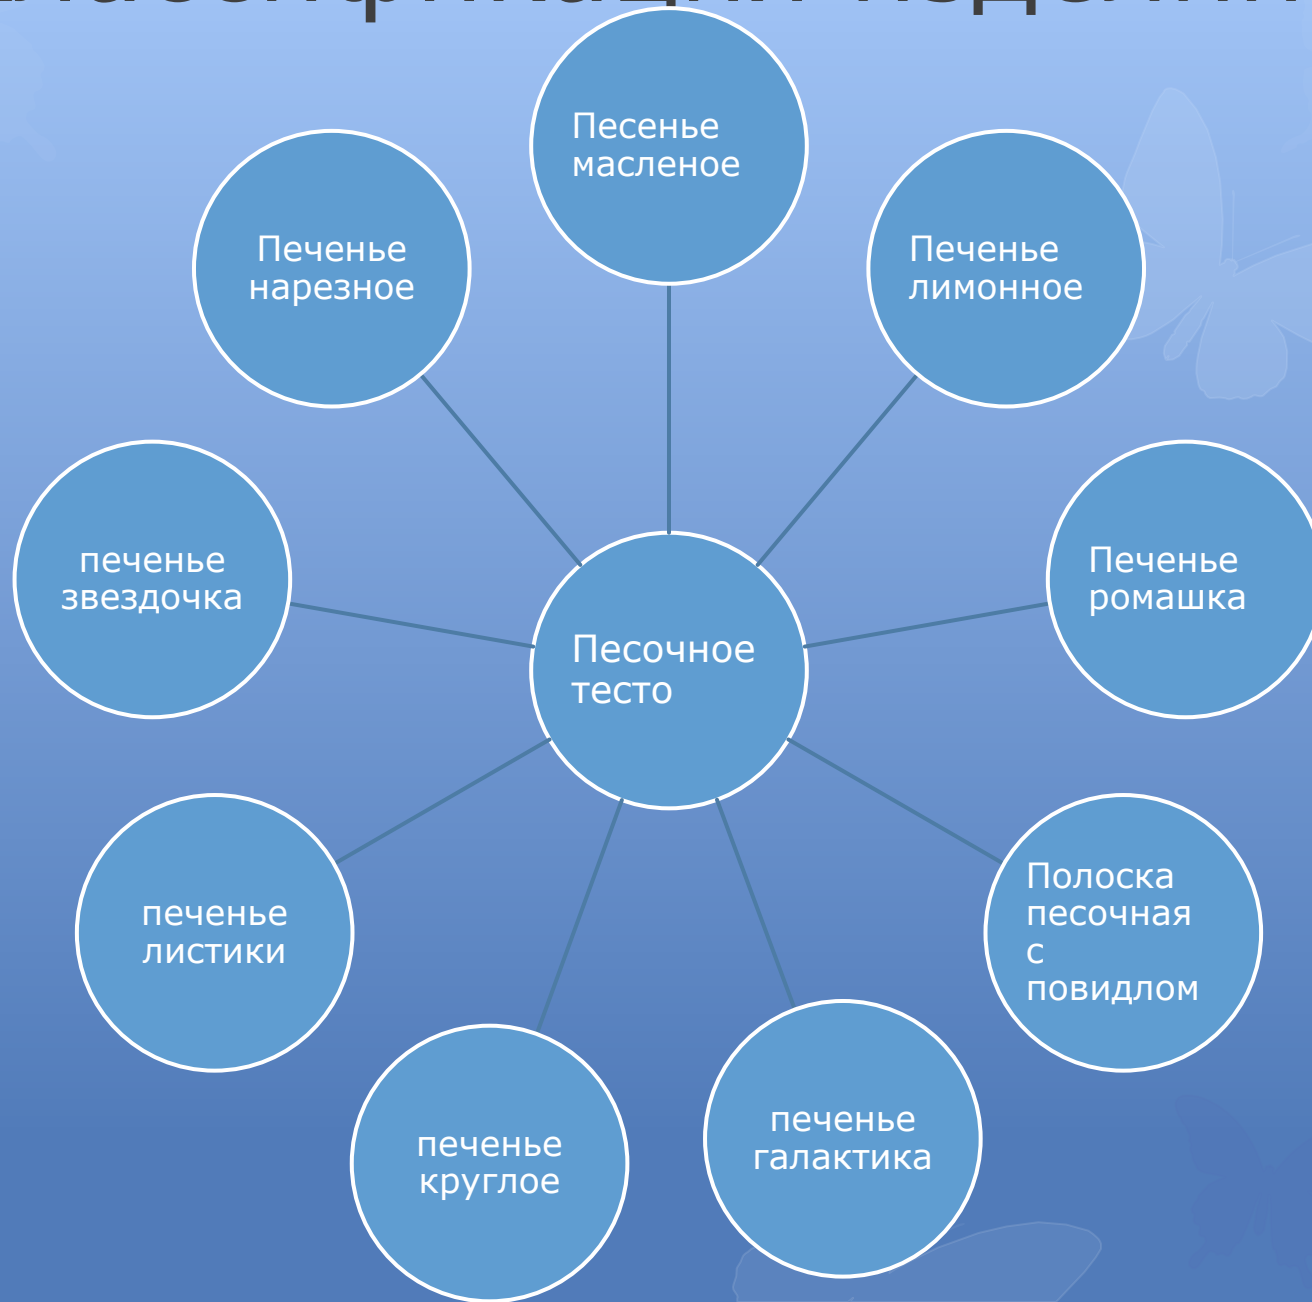 Песенье
масленое
Печенье
лимонное
Печенье
ромашка
Полоска
песочная
с
повидлом
печенье
галактика
печенье
круглое
печенье
листики
печенье
звездочка
Печенье
нарезное
Песочное
тесто